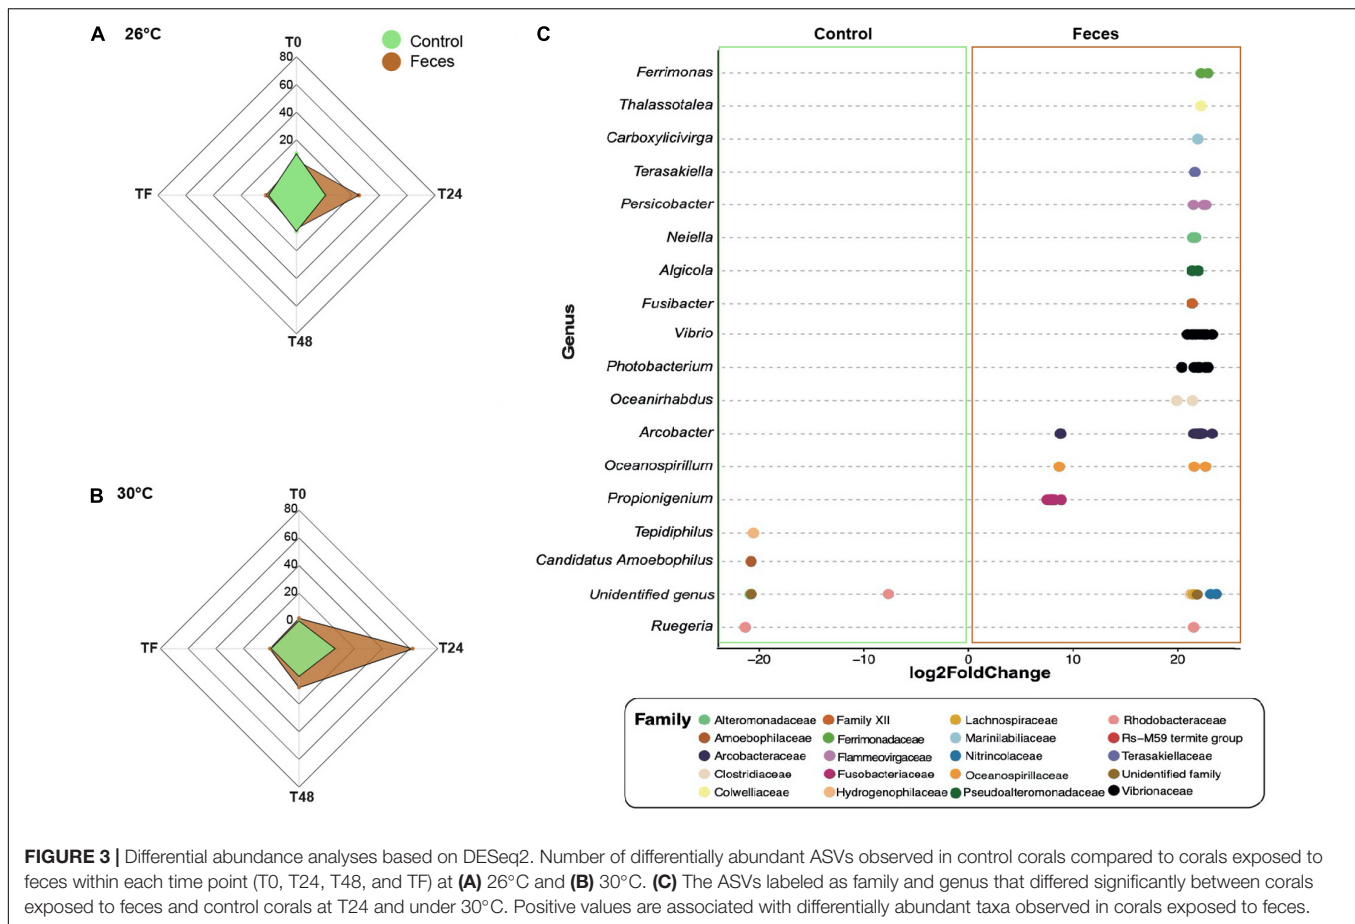 A
26°C
Control
Feces
T0
80
60
40
20
TF
T24
T48
B
30°C
T0
80
60
40
20
0
TF
T24
T48
C
Control
Feces
Genus
Ferrimonas
Thalassotalea
Carboxylicivirga
Terasakiella
Persicobacter
Neiella
Algicola
Fusibacter
Vibrio
Photobacterium
Oceanirhabdus
Arcobacter
Oceanospirillum
Propionigenium
Tepidiphilus
Candidatus Amoebophilus
Unidentified genus
Ruegeria
−20 −10 0 10 20
log2FoldChange
Family
Alteromonadaceae Family XII Lachnospiraceae Rhodobacteraceae
Amoebophilaceae Ferrimonadaceae Marinilabiliaceae Rs−M59 termite group
Arcobacteraceae Flammeovirgaceae Nitrincolaceae Terasakiellaceae
Clostridiaceae Fusobacteriaceae Oceanospirillaceae Unidentified family
Colwelliaceae Hydrogenophilaceae Pseudoalteromonadaceae Vibrionaceae
FIGURE 3 | Differential abundance analyses based on DESeq2. Number of differentially abundant ASVs observed in control corals compared to corals exposed to
feces within each time point (T0, T24, T48, and TF) at (A) 26°C and (B) 30°C. (C) The ASVs labeled as family and genus that differed significantly between corals
exposed to feces and control corals at T24 and under 30°C. Positive values are associated with differentially abundant taxa observed in corals exposed to feces.